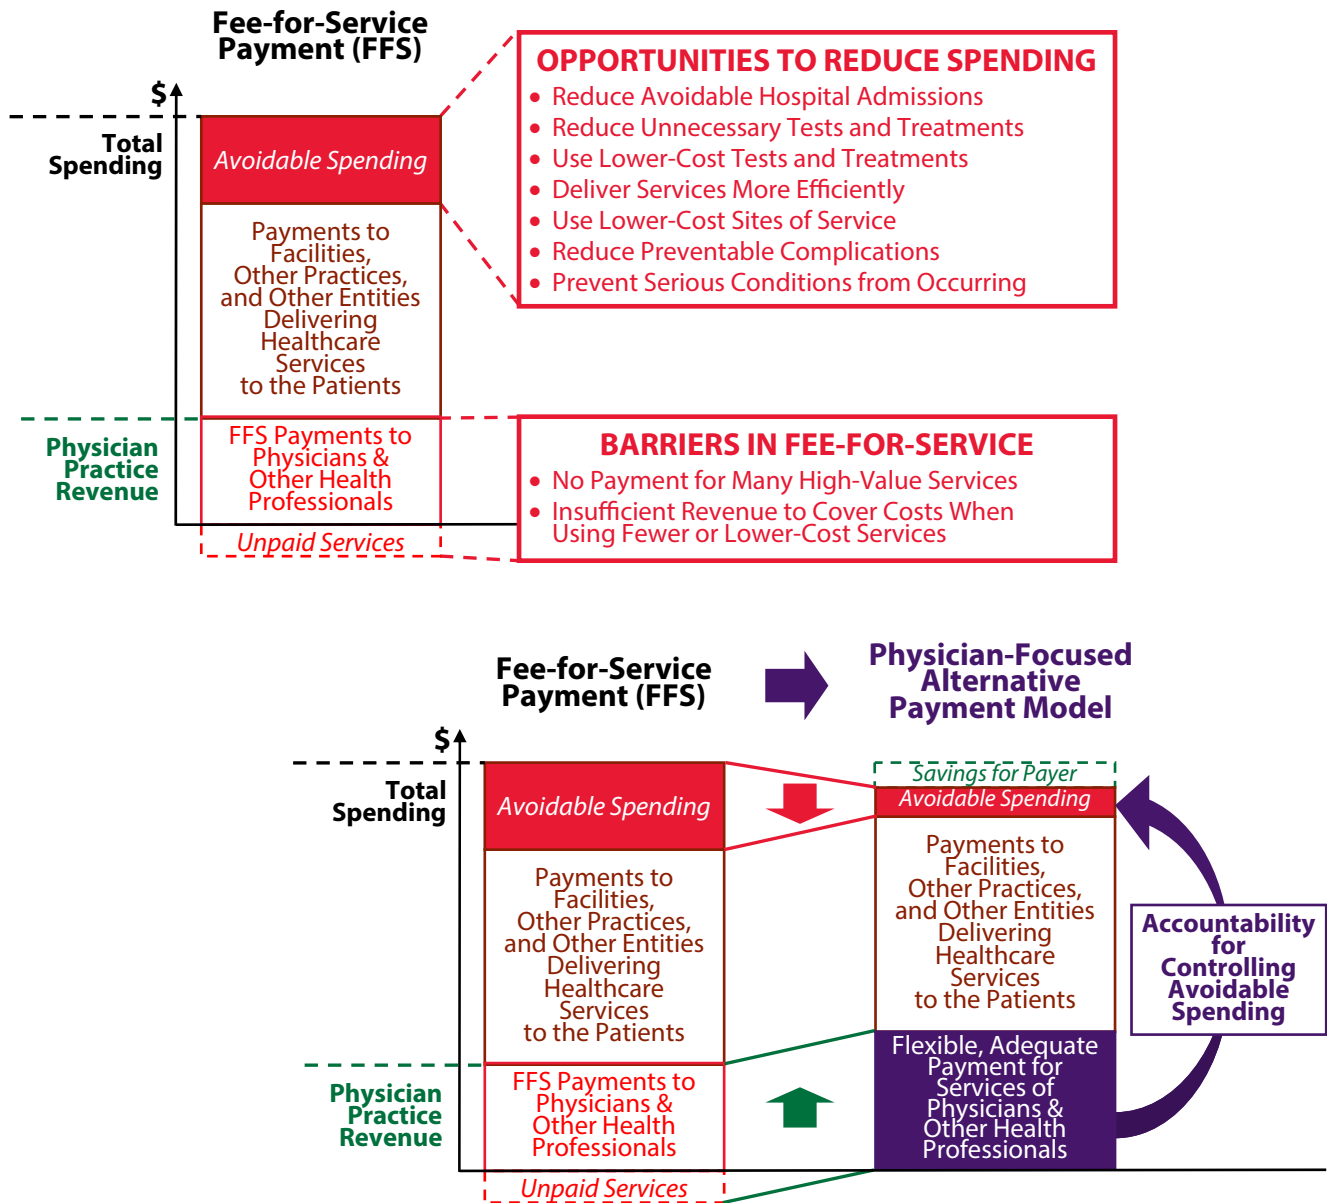 Fee-for-Service
Payment (FFS)
$
Total
Spending
Avoidable Spending
Payments to
Facilities,
Other Practices,
and Other Entities
Delivering
Healthcare
Services
to the Patients
Physician
Practice
Revenue
FFS Payments to
Physicians &
Other Health
Professionals
Unpaid Services
OPPORTUNITIES TO REDUCE SPENDING
• Reduce Avoidable Hospital Admissions
• Reduce Unnecessary Tests and Treatments
• Use Lower-Cost Tests and Treatments
• Deliver Services More Efficiently
• Use Lower-Cost Sites of Service
• Reduce Preventable Complications
• Prevent Serious Conditions from Occurring
BARRIERS IN FEE-FOR-SERVICE
• No Payment for Many High-Value Services
• Insufficient Revenue to Cover Costs When
Using Fewer or Lower-Cost Services
Fee-for-Service
Payment (FFS)
Physician-Focused
Alternative
Payment Model
$
Total
Spending
Avoidable Spending
Payments to
Facilities,
Other Practices,
and Other Entities
Delivering
Healthcare
Services
to the Patients
Physician
Practice
Revenue
FFS Payments to
Physicians &
Other Health
Professionals
Unpaid Services
Savings for Payer
Avoidable Spending
Payments to
Facilities,
Other Practices,
and Other Entities
Delivering
Healthcare
Services
to the Patients
Flexible, Adequate
Payment for
Services of
Physicians &
Other Health
Professionals
Accountability
for
Controlling
Avoidable
Spending